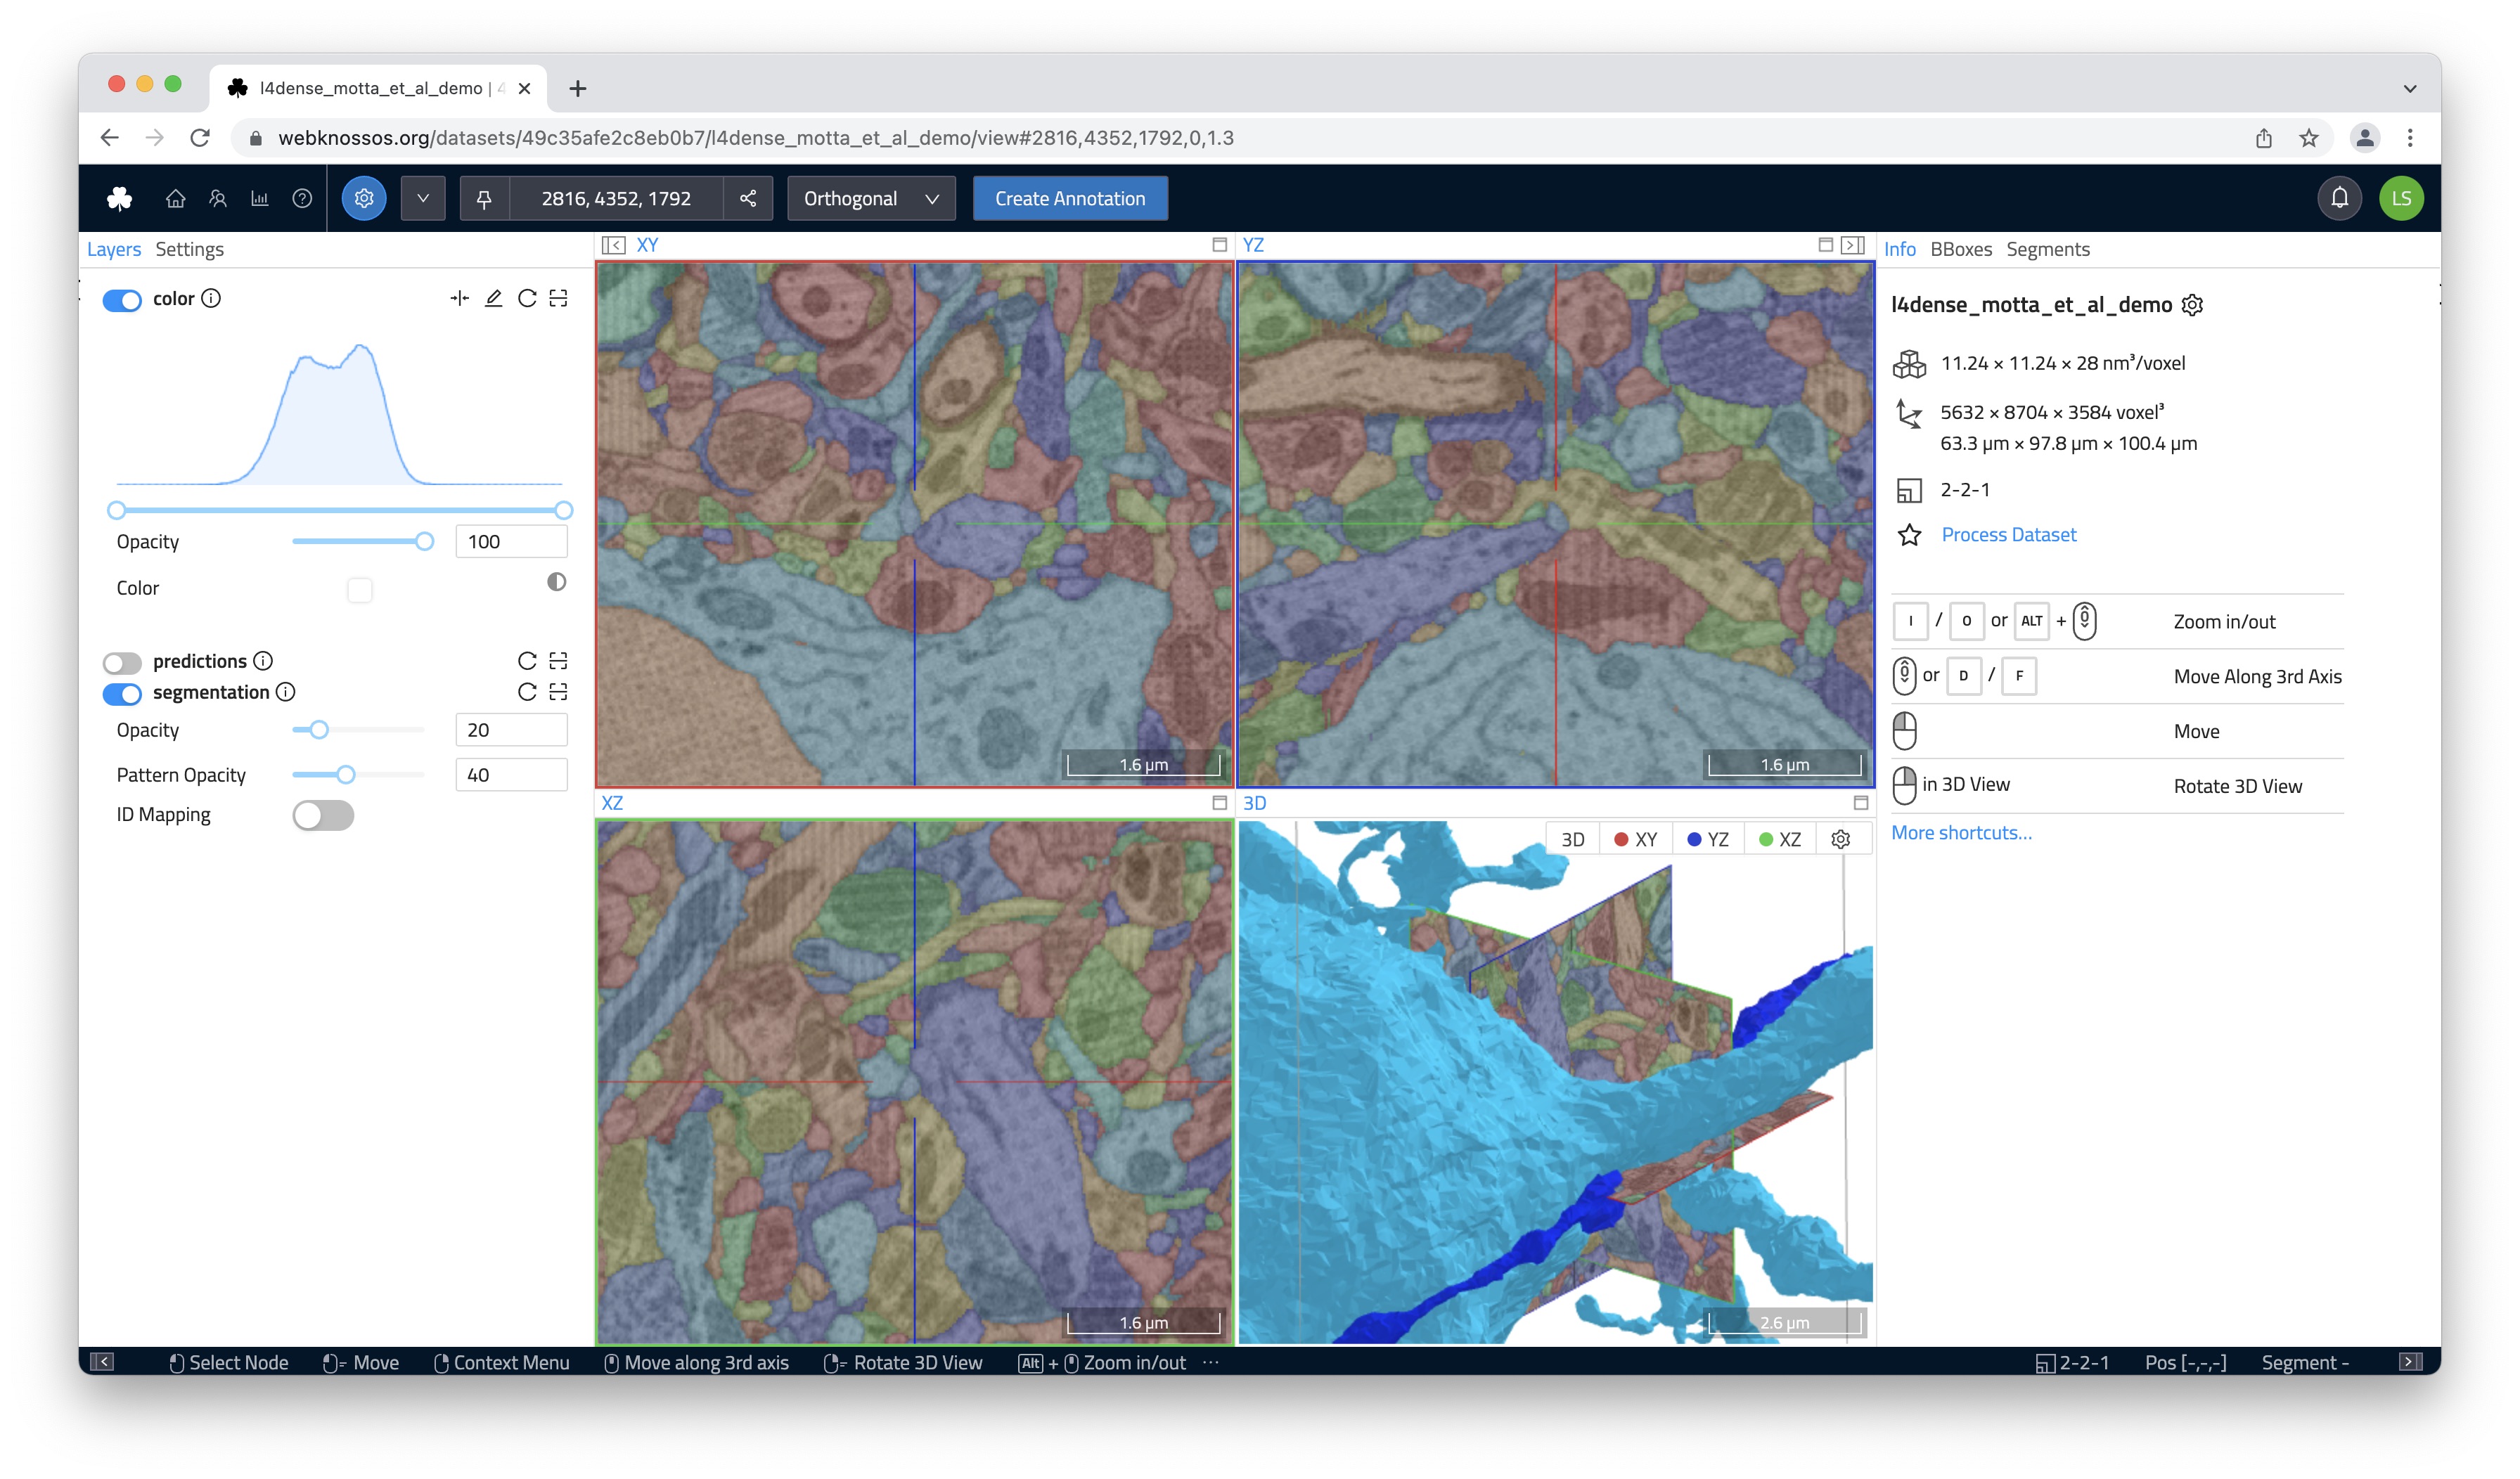 l4dense_motta_et_al_demo | 4
webknossos.org/datasets/49c35afe2c8eb0b7/l4dense_motta_et_al_demo/view#2816,4352,1792,0,1.3
2816, 4352, 1792
Orthogonal
Create Annotation
LS
Layers Settings
color
Opacity 100
Color
predictions
segmentation
Opacity 20
Pattern Opacity 40
ID Mapping
XY
1.6 µm
YZ
1.6 µm
XZ
1.6 µm
3D
3D XY YZ XZ
2.6 µm
Info BBoxes Segments
l4dense_motta_et_al_demo
11.24 × 11.24 × 28 nm³/voxel
5632 × 8704 × 3584 voxel³
63.3 µm × 97.8 µm × 100.4 µm
2-2-1
Process Dataset
I / O or ALT + Zoom in/out
or D / F Move Along 3rd Axis
Move
in 3D View Rotate 3D View
More shortcuts...
Select Node Move Context Menu Move along 3rd axis Rotate 3D View Alt + Zoom in/out ... 2-2-1 Pos [-,-,-] Segment -